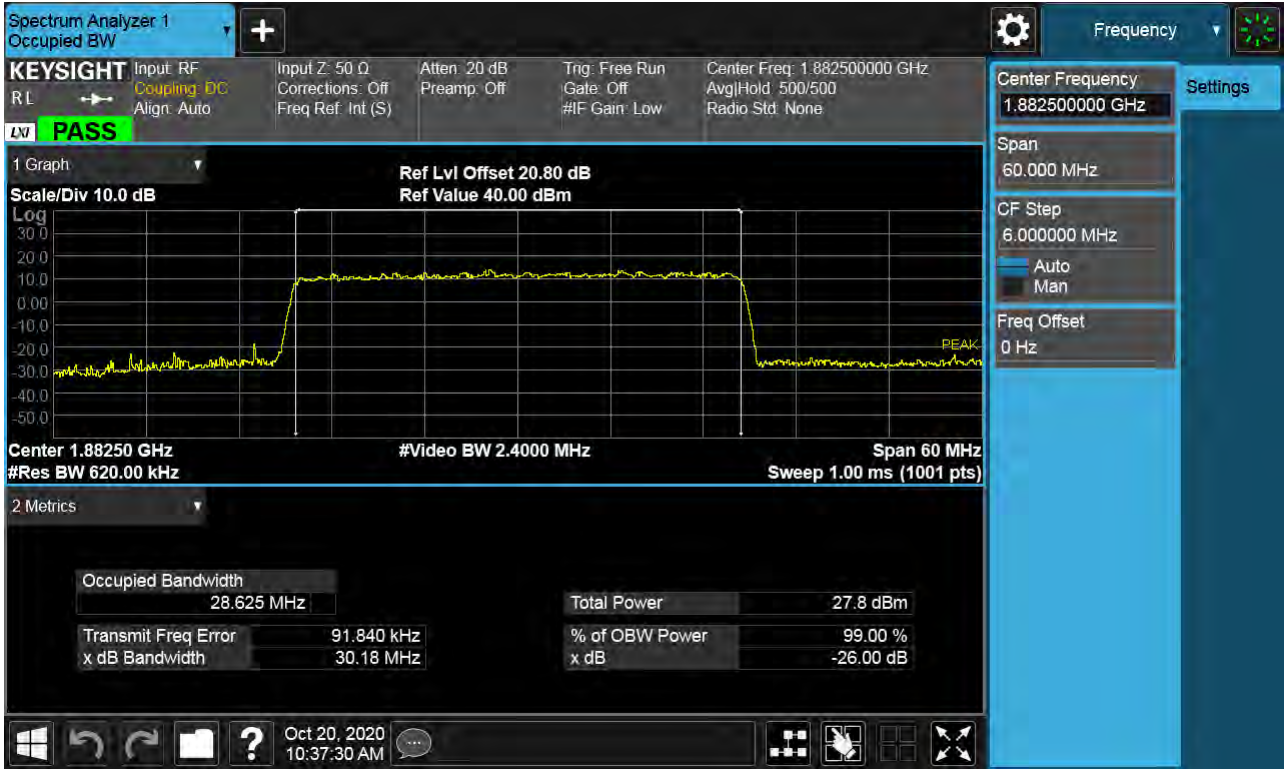 Spectrum Analyzer 1
Occupied BW
Frequency
KEYSIGHT
RL
LXI
PASS
Input: RF
Coupling: DC
Align: Auto
Input Z: 50 Ω
Corrections: Off
Freq Ref: Int (S)
Atten: 20 dB
Preamp: Off
Trig: Free Run
Gate: Off
#IF Gain: Low
Center Freq: 1.882500000 GHz
Avg|Hold: 500/500
Radio Std: None
1 Graph
Scale/Div 10.0 dB
Ref Lvl Offset 20.80 dB
Ref Value 40.00 dBm
Log
30.0
20.0
10.0
0.00
-10.0
-20.0
-30.0
-40.0
-50.0
PEAK
Center 1.88250 GHz
#Video BW 2.4000 MHz
Span 60 MHz
#Res BW 620.00 kHz
Sweep 1.00 ms (1001 pts)
2 Metrics
Occupied Bandwidth
28.625 MHz
Transmit Freq Error 91.840 kHz
x dB Bandwidth 30.18 MHz
Total Power 27.8 dBm
% of OBW Power 99.00 %
x dB -26.00 dB
Center Frequency
1.882500000 GHz
Settings
Span
60.000 MHz
CF Step
6.000000 MHz
Auto
Man
Freq Offset
0 Hz
?
Oct 20, 2020
10:37:30 AM